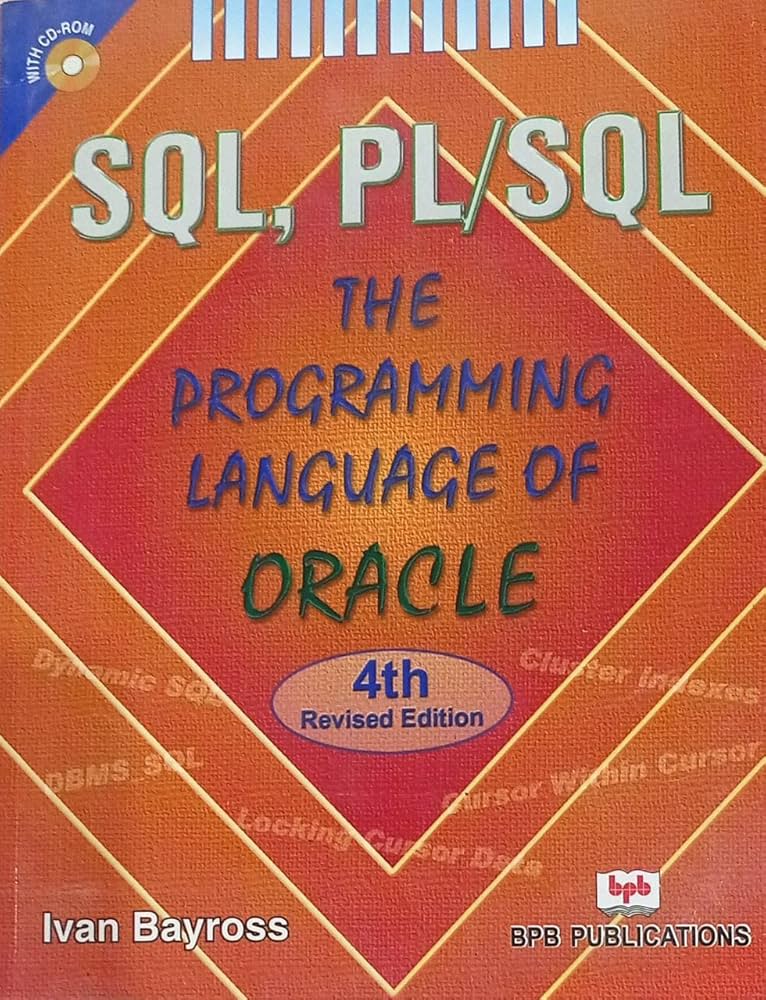 WITH CD-ROM
SQL, PL/SQL
THE
PROGRAMMING
LANGUAGE OF
ORACLE
4th
Revised Edition
Dynamic SQL
Cluster Indexes
DBMS_SQL
Cursor Within Cursor
Locking Cursor Data
Ivan Bayross
bpb
BPB PUBLICATIONS